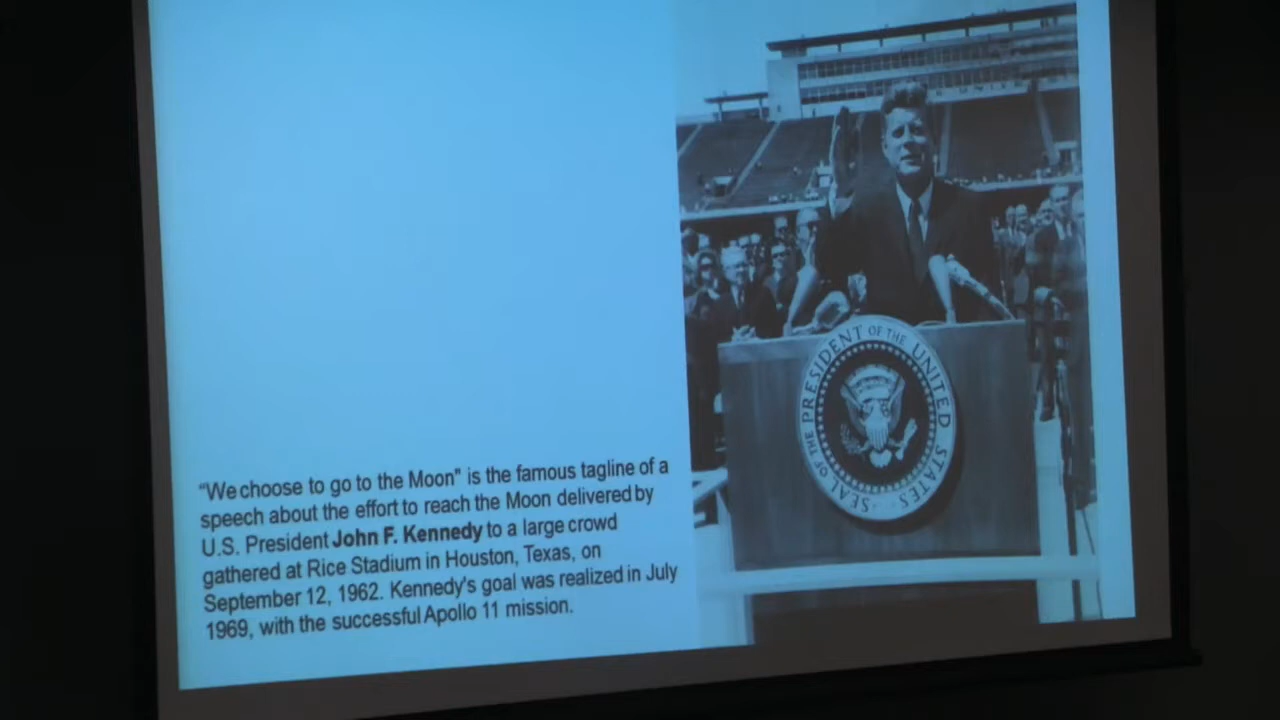 “We choose to go to the Moon" is the famous tagline of a
speech about the effort to reach the Moon delivered by
U.S. President John F. Kennedy to a large crowd
gathered at Rice Stadium in Houston, Texas, on
September 12, 1962. Kennedy's goal was realized in July
1969, with the successful Apollo 11 mission.
SEAL OF THE PRESIDENT OF THE UNITED STATES